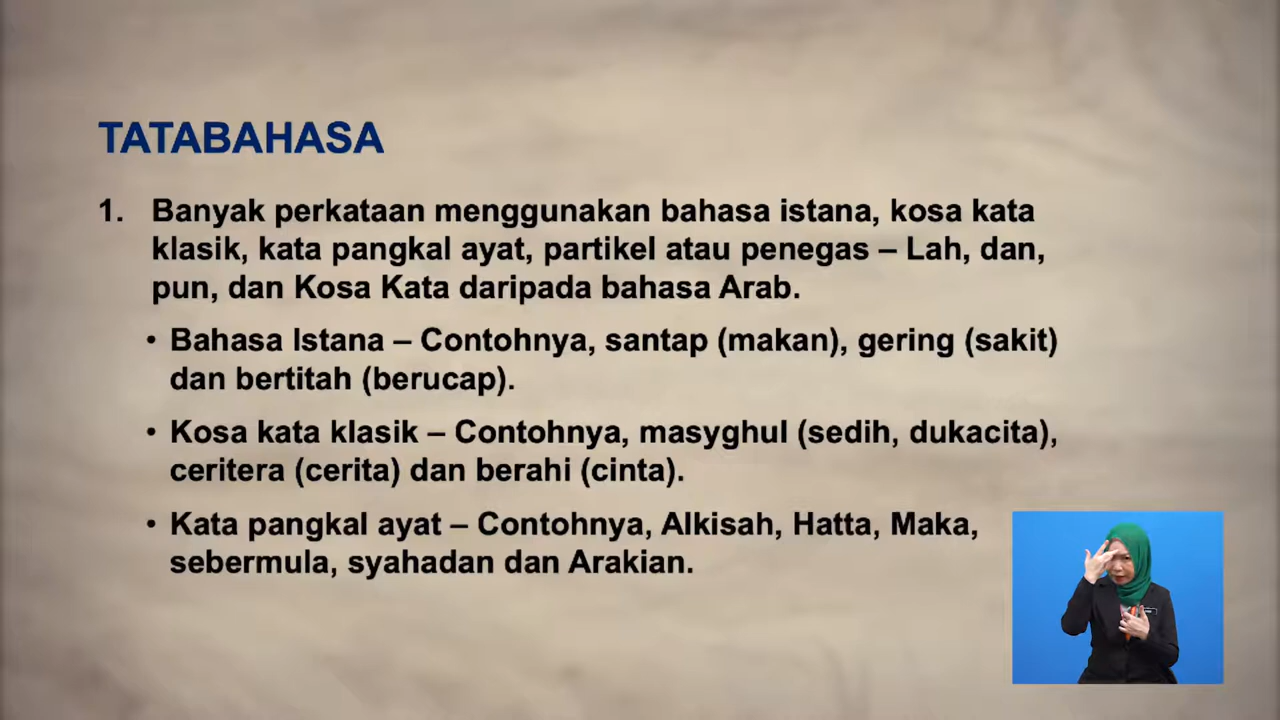 TATABAHASA
1. Banyak perkataan menggunakan bahasa istana, kosa kata
klasik, kata pangkal ayat, partikel atau penegas – Lah, dan,
pun, dan Kosa Kata daripada bahasa Arab.
• Bahasa Istana – Contohnya, santap (makan), gering (sakit)
dan bertitah (berucap).
• Kosa kata klasik – Contohnya, masyghul (sedih, dukacita),
ceritera (cerita) dan berahi (cinta).
• Kata pangkal ayat – Contohnya, Alkisah, Hatta, Maka,
sebermula, syahadan dan Arakian.